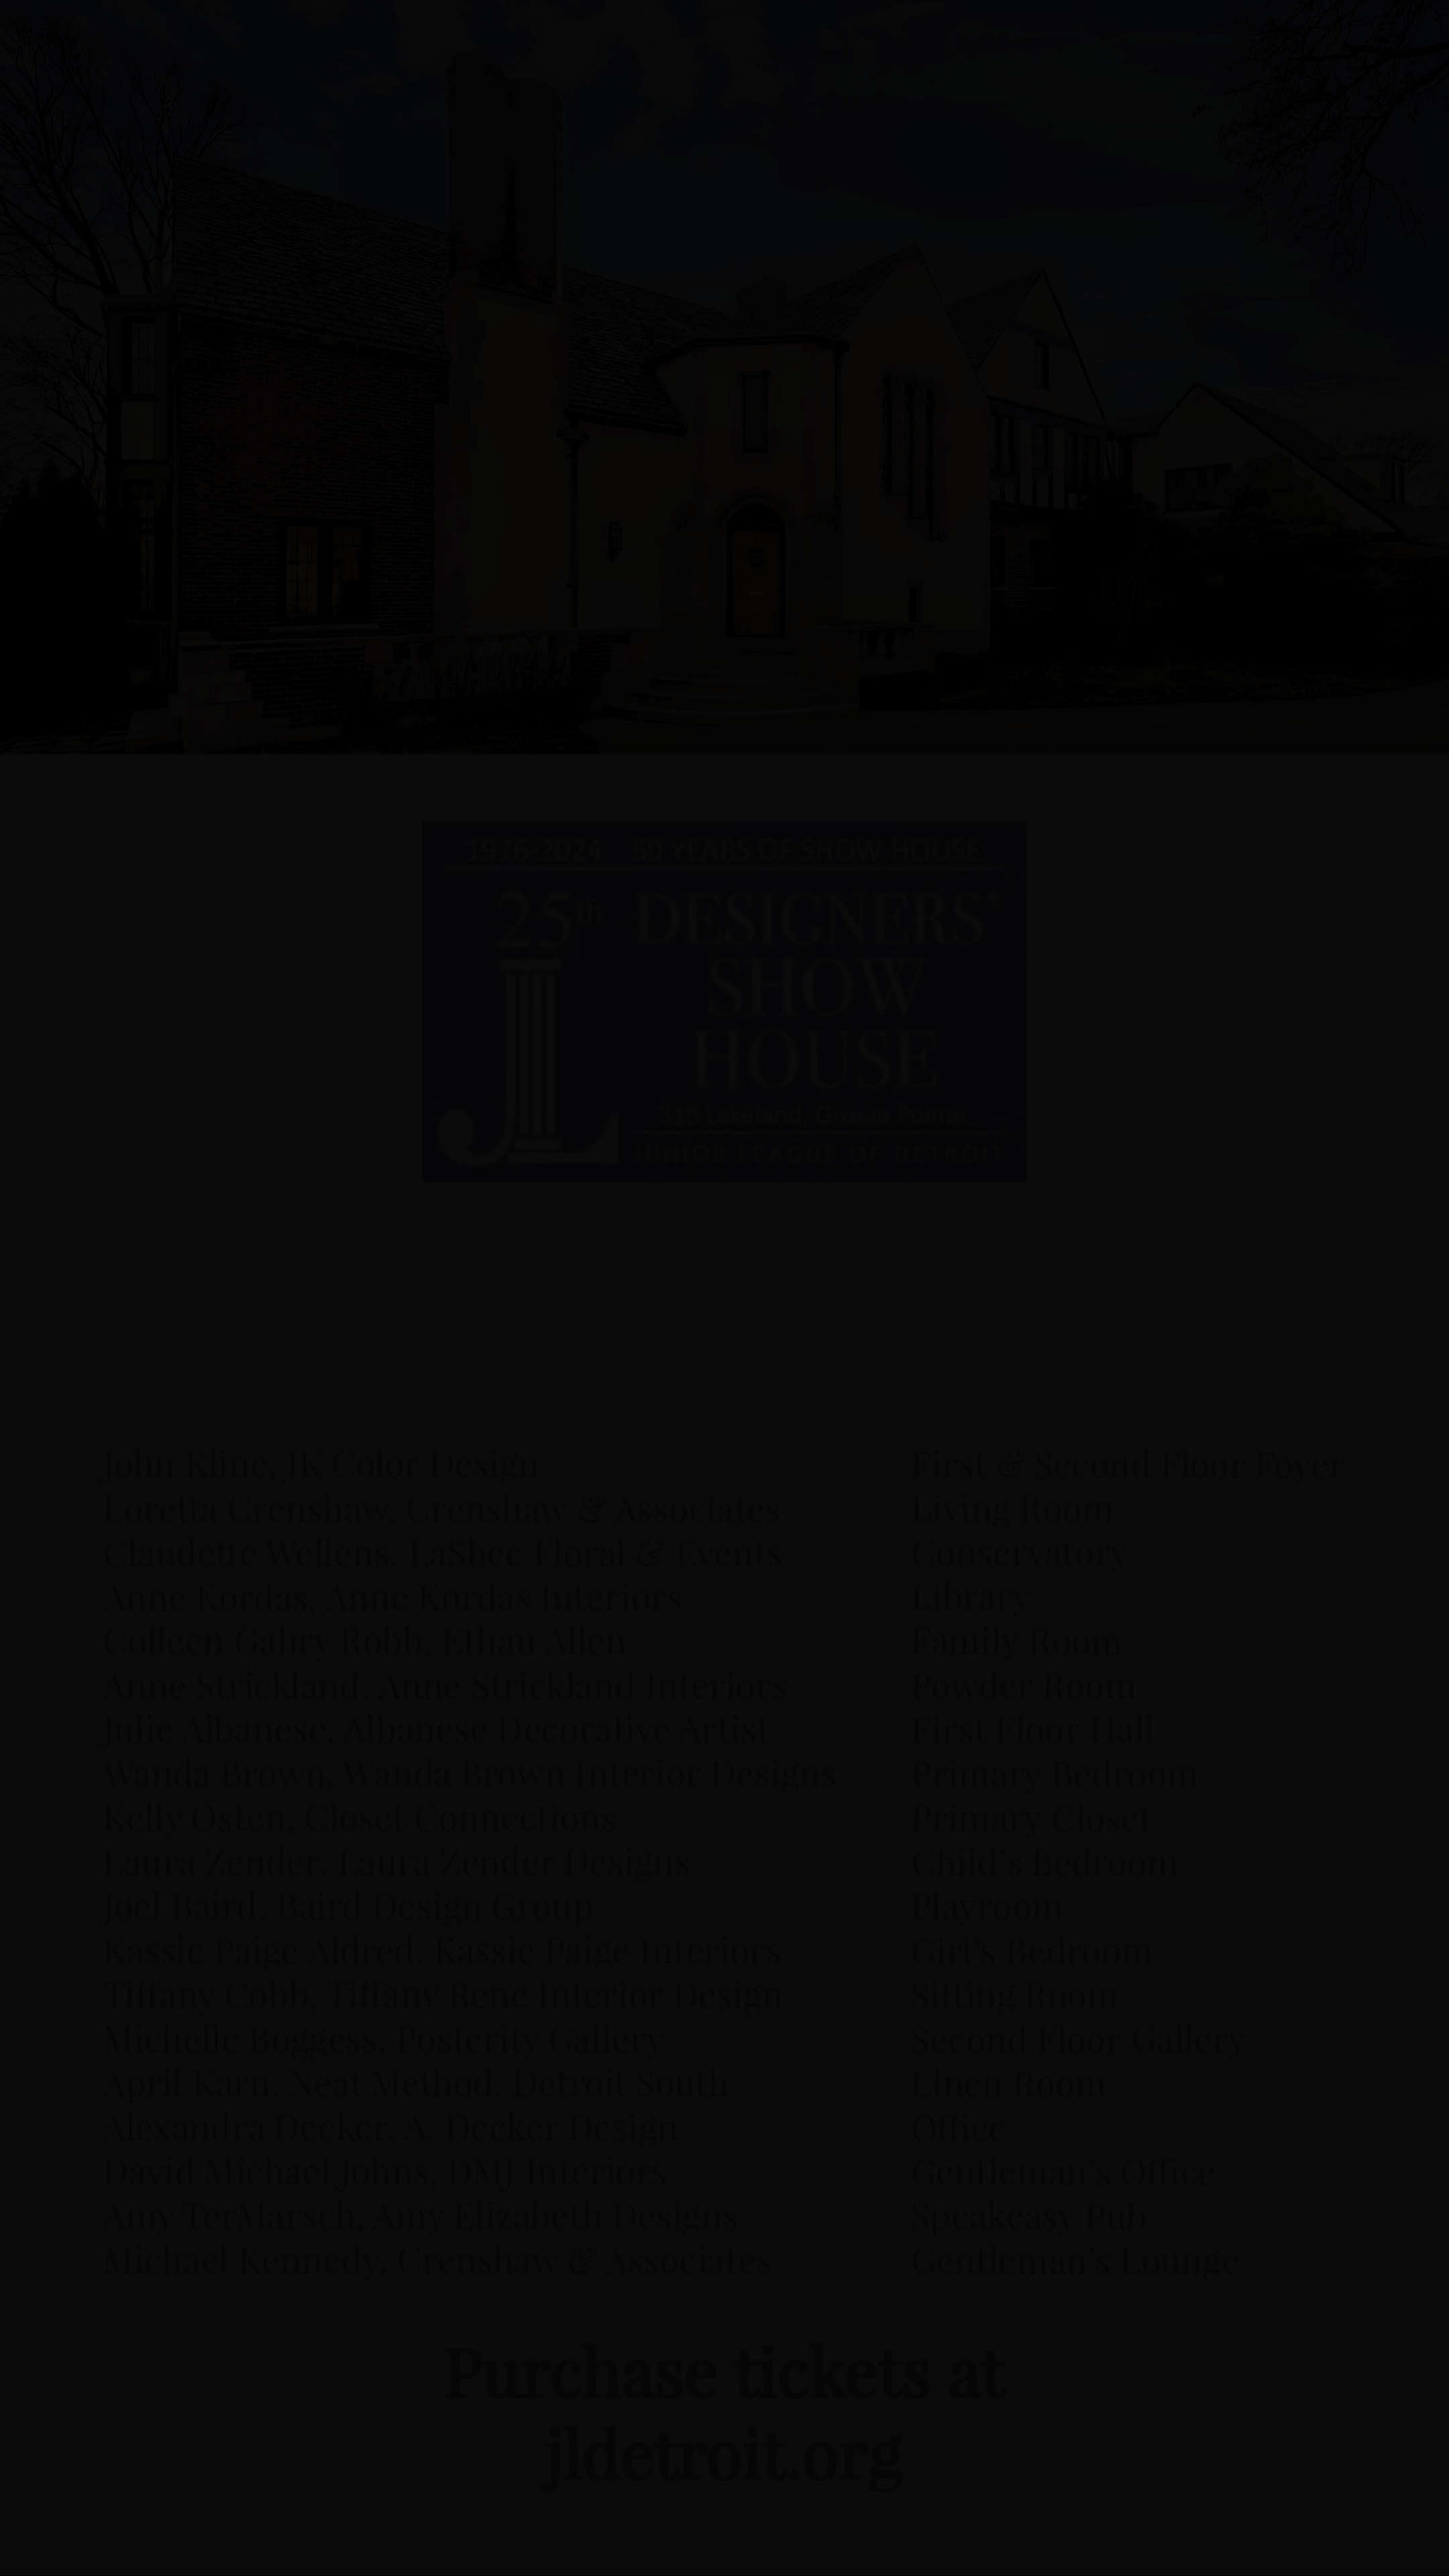 1976-2024 50 YEARS OF SHOW HOUSE
25th DESIGNERS'
SHOW
HOUSE
315 Lakeland, Grosse Pointe
JL JUNIOR LEAGUE OF DETROIT
John Kline, JK Color Design First & Second Floor Foyer
Loretta Crenshaw, Crenshaw & Associates Living Room
Claudette Wellens, LaShee Floral & Events Conservatory
Anne Kordas, Anne Kordas Interiors Library
Colleen Gahry Robb, Ethan Allen Family Room
Anne Strickland, Anne Strickland Interiors Powder Room
Julie Albanese, Albanese Decorative Artist First Floor Hall
Wanda Brown, Wanda Brown Interior Designs Primary Bedroom
Kelly Osten, Closet Connections Primary Closet
Laura Zender, Laura Zender Designs Child's Bedroom
Joel Baird, Baird Design Group Playroom
Kassie Paige Aldred, Kassie Paige Interiors Girl's Bedroom
Tiffany Cobb, Tiffany Rene Interior Design Sitting Room
Michelle Boggess, Posterity Gallery Second Floor Gallery
April Karn, Neat Method, Detroit South Linen Room
Alexandra Decker, A. Decker Design Office
David Michael Johns, DMJ Interiors Gentleman's Office
Amy TerMarsch, Amy Elizabeth Designs Speakeasy Pub
Michael Kennedy, Crenshaw & Associates Gentleman's Lounge
Purchase tickets at
jldetroit.org